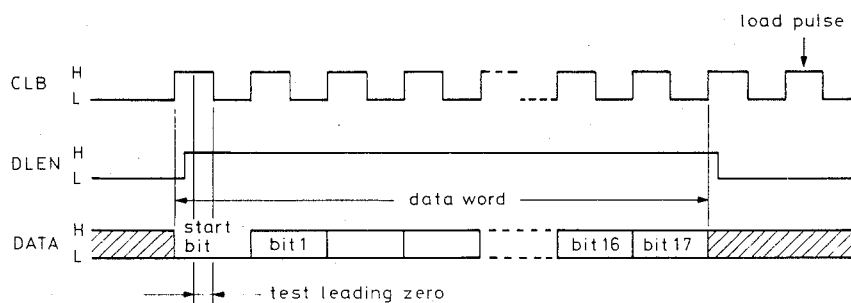 load pulse
CLB H
L
DLEN H
L
data word
DATA H
L
start
bit
bit 1
bit 16
bit 17
test leading zero